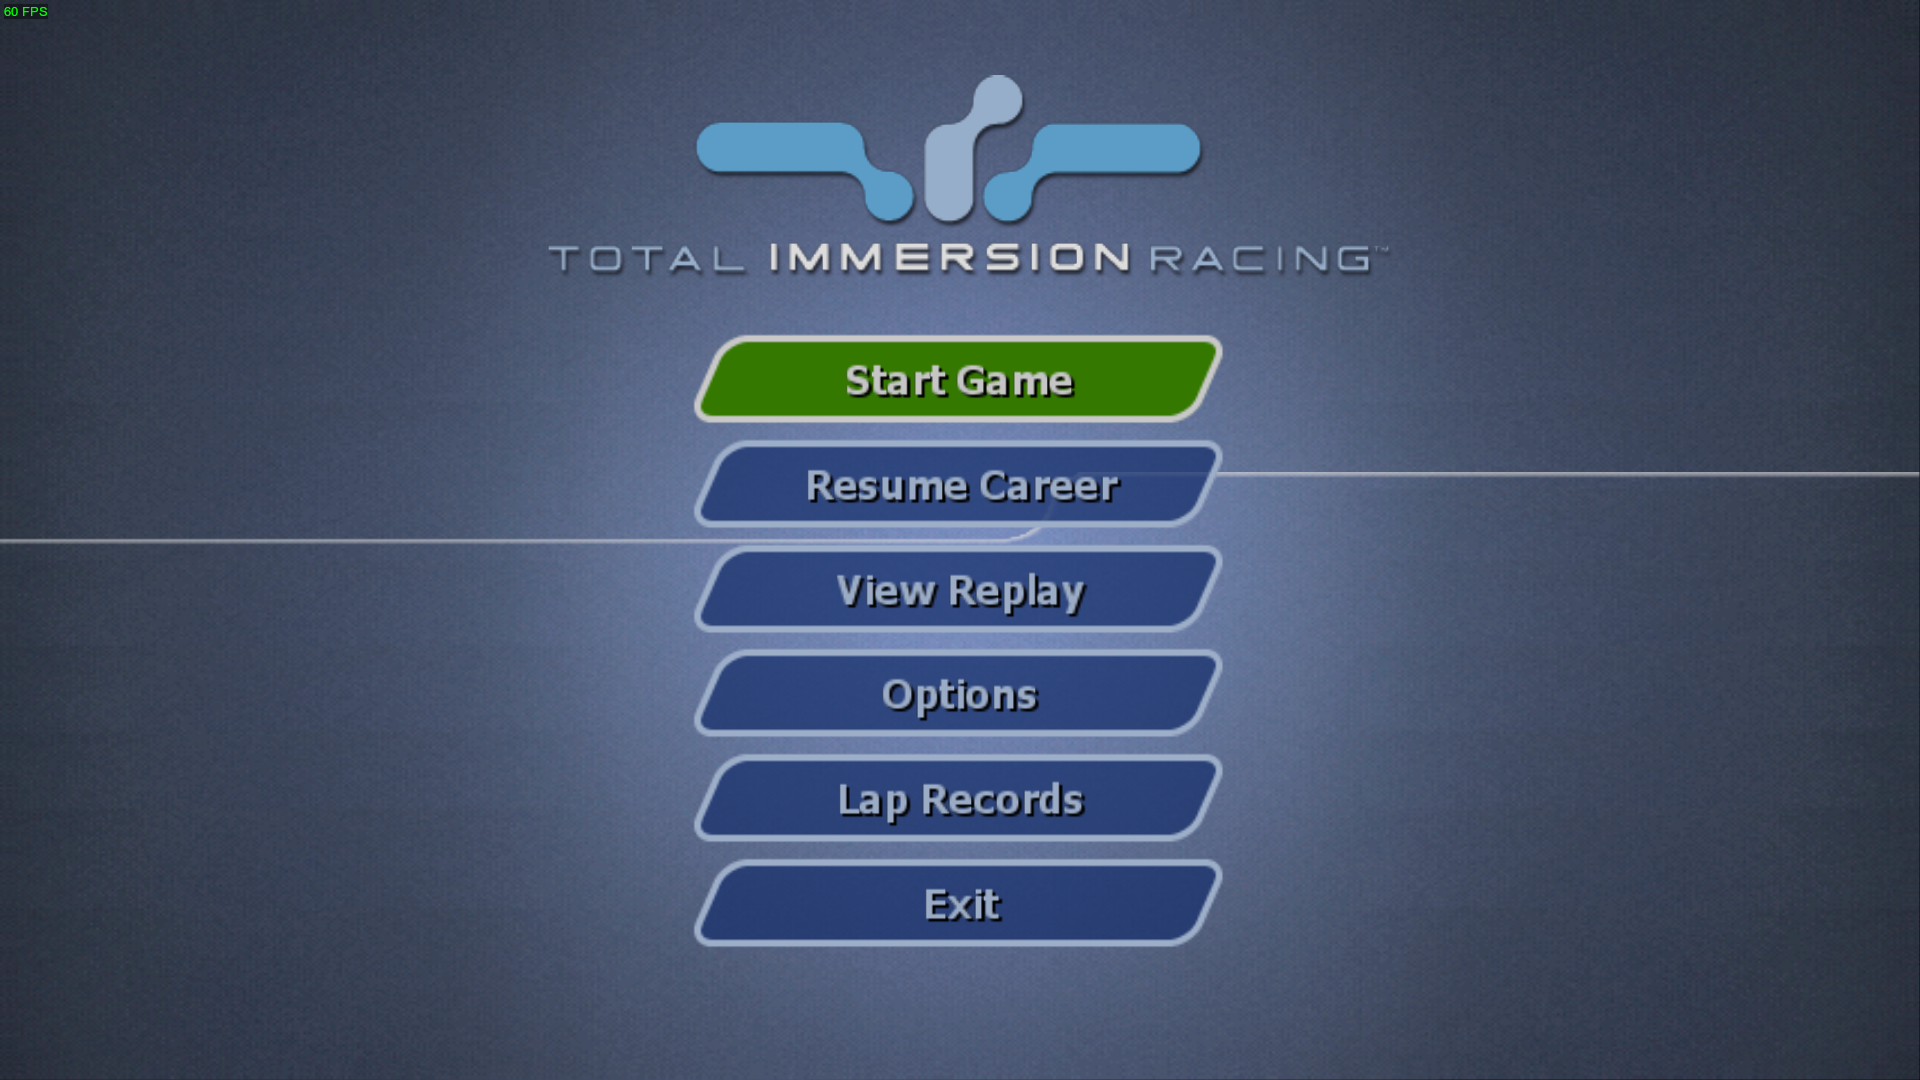 60 FPS
TOTAL IMMERSION RACING™
Start Game
Resume Career
View Replay
Options
Lap Records
Exit